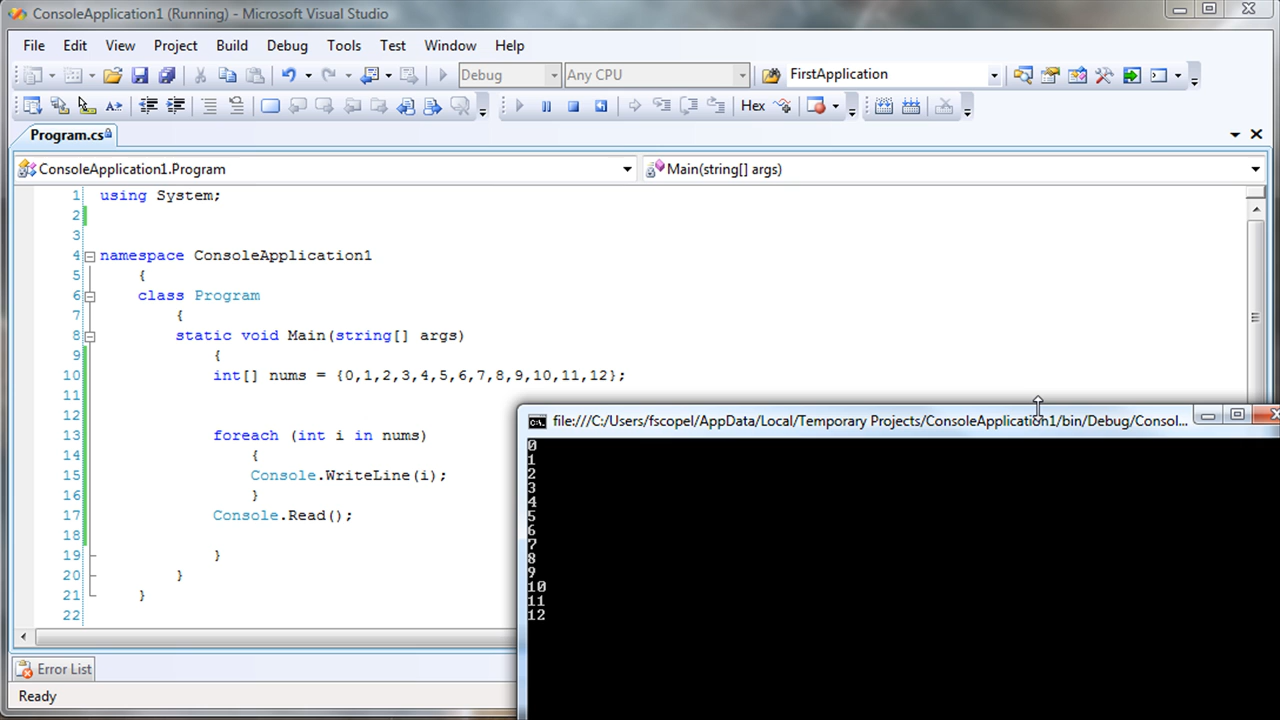 ConsoleApplication1 (Running) - Microsoft Visual Studio
File Edit View Project Build Debug Tools Test Window Help
Debug Any CPU FirstApplication
Hex
Program.cs
ConsoleApplication1.Program Main(string[] args)
1 using System;
2
3
4 namespace ConsoleApplication1
5 {
6 class Program
7 {
8 static void Main(string[] args)
9 {
10 int[] nums = {0,1,2,3,4,5,6,7,8,9,10,11,12};
11
12
13 foreach (int i in nums)
14 {
15 Console.WriteLine(i);
16 }
17 Console.Read();
18
19 }
20 }
21 }
22
file:///C:/Users/fscopel/AppData/Local/Temporary Projects/ConsoleApplication1/bin/Debug/Consol...
0
1
2
3
4
5
6
7
8
9
10
11
12
Error List
Ready